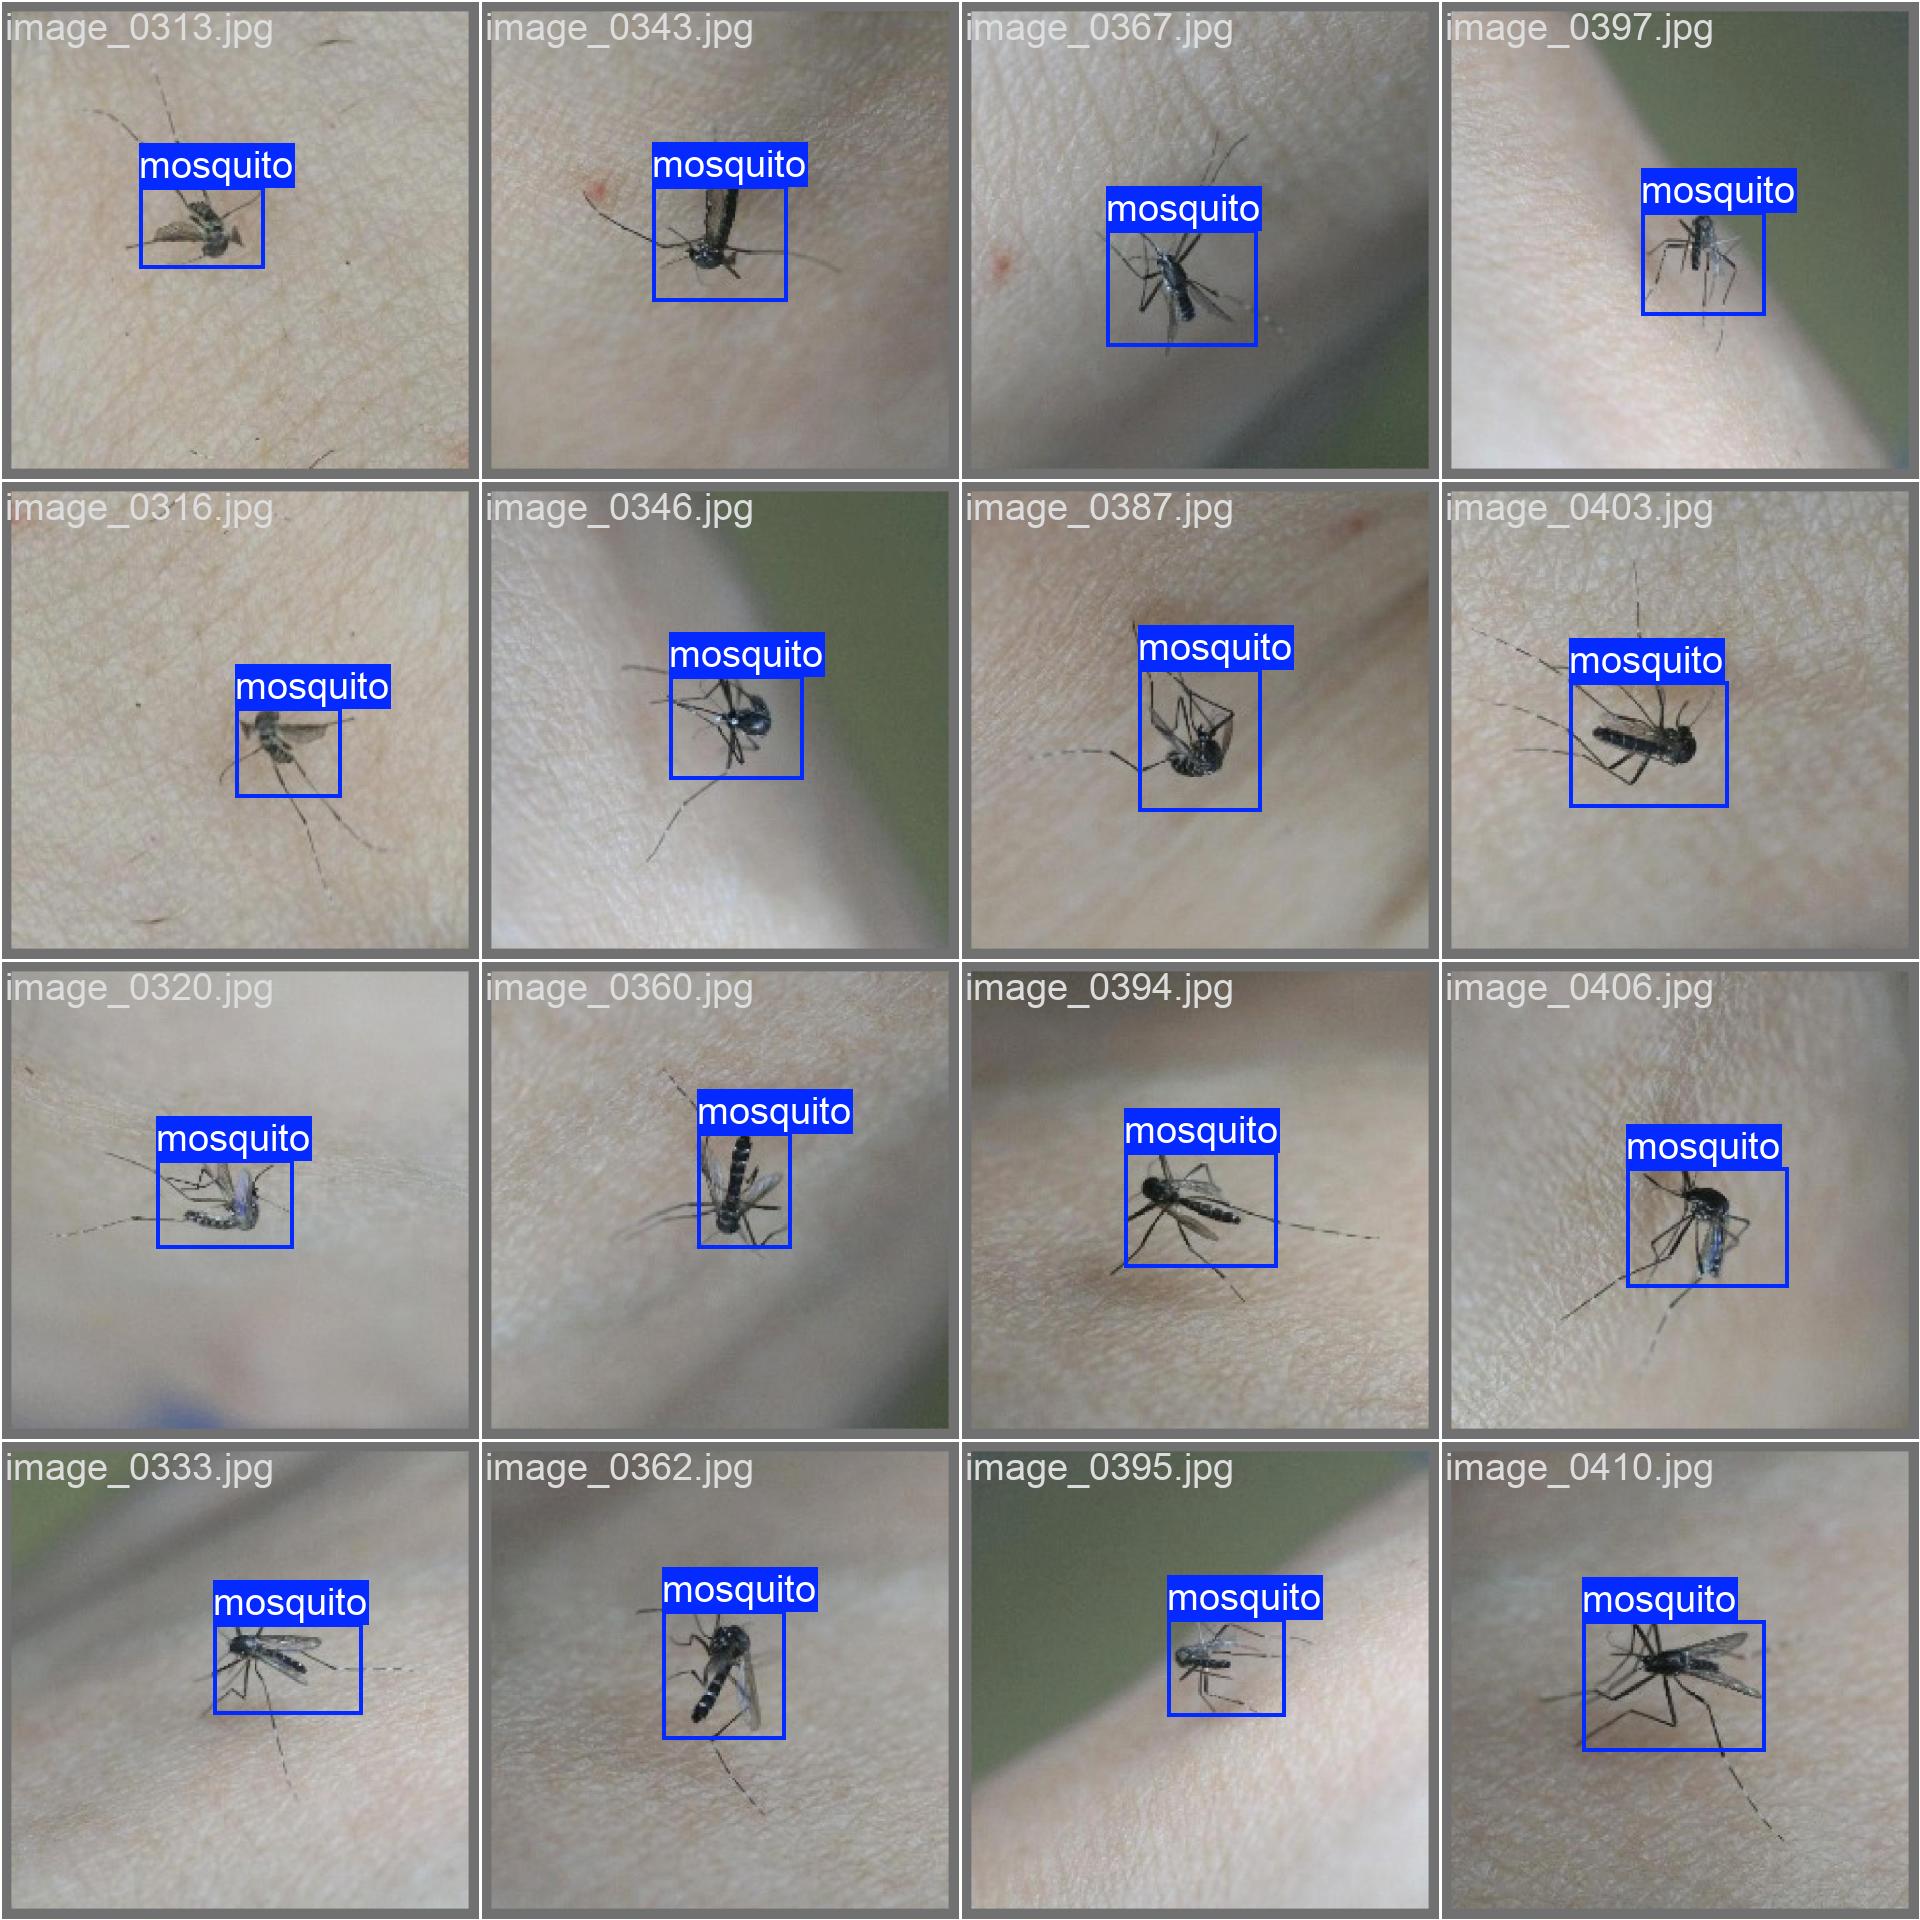 image_0313.jpg
mosquito
image_0343.jpg
mosquito
image_0367.jpg
mosquito
image_0397.jpg
mosquito
image_0316.jpg
mosquito
image_0346.jpg
mosquito
image_0387.jpg
mosquito
image_0403.jpg
mosquito
image_0320.jpg
mosquito
image_0360.jpg
mosquito
image_0394.jpg
mosquito
image_0406.jpg
mosquito
image_0333.jpg
mosquito
image_0362.jpg
mosquito
image_0395.jpg
mosquito
image_0410.jpg
mosquito